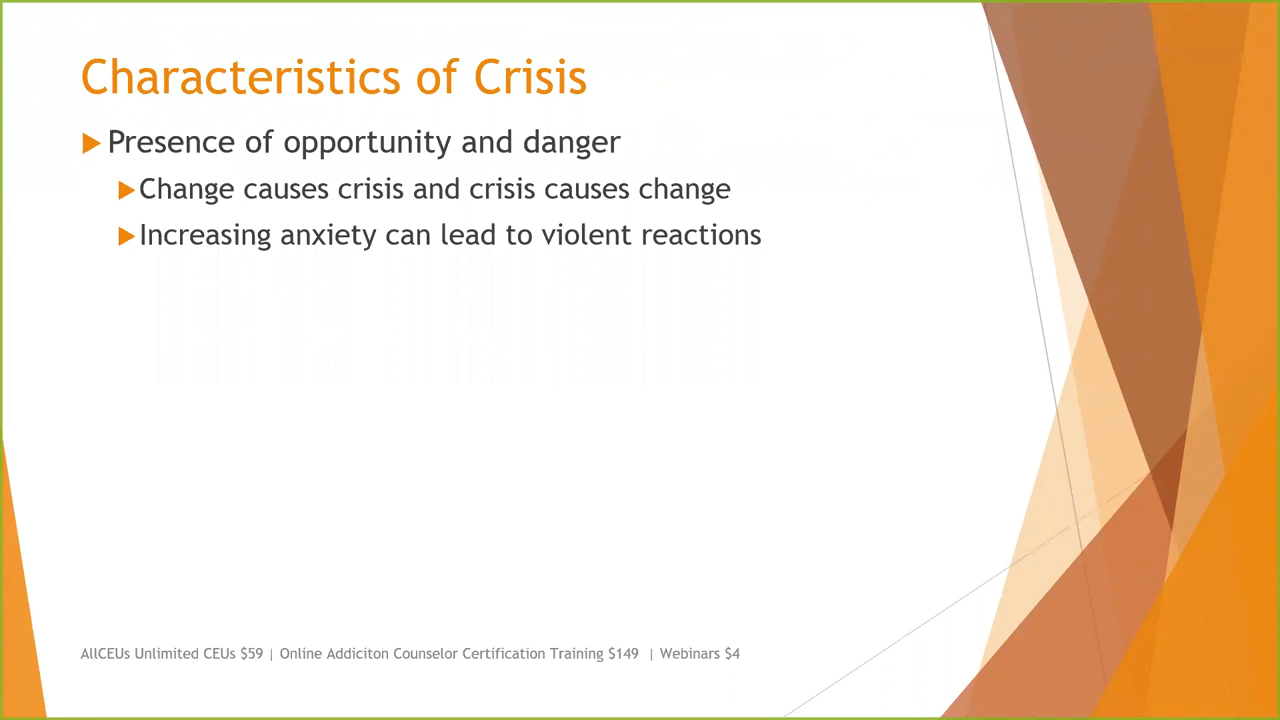 Characteristics of Crisis
Presence of opportunity and danger
Change causes crisis and crisis causes change
Increasing anxiety can lead to violent reactions
AllCEUs Unlimited CEUs $59 | Online Addiciton Counselor Certification Training $149 | Webinars $4